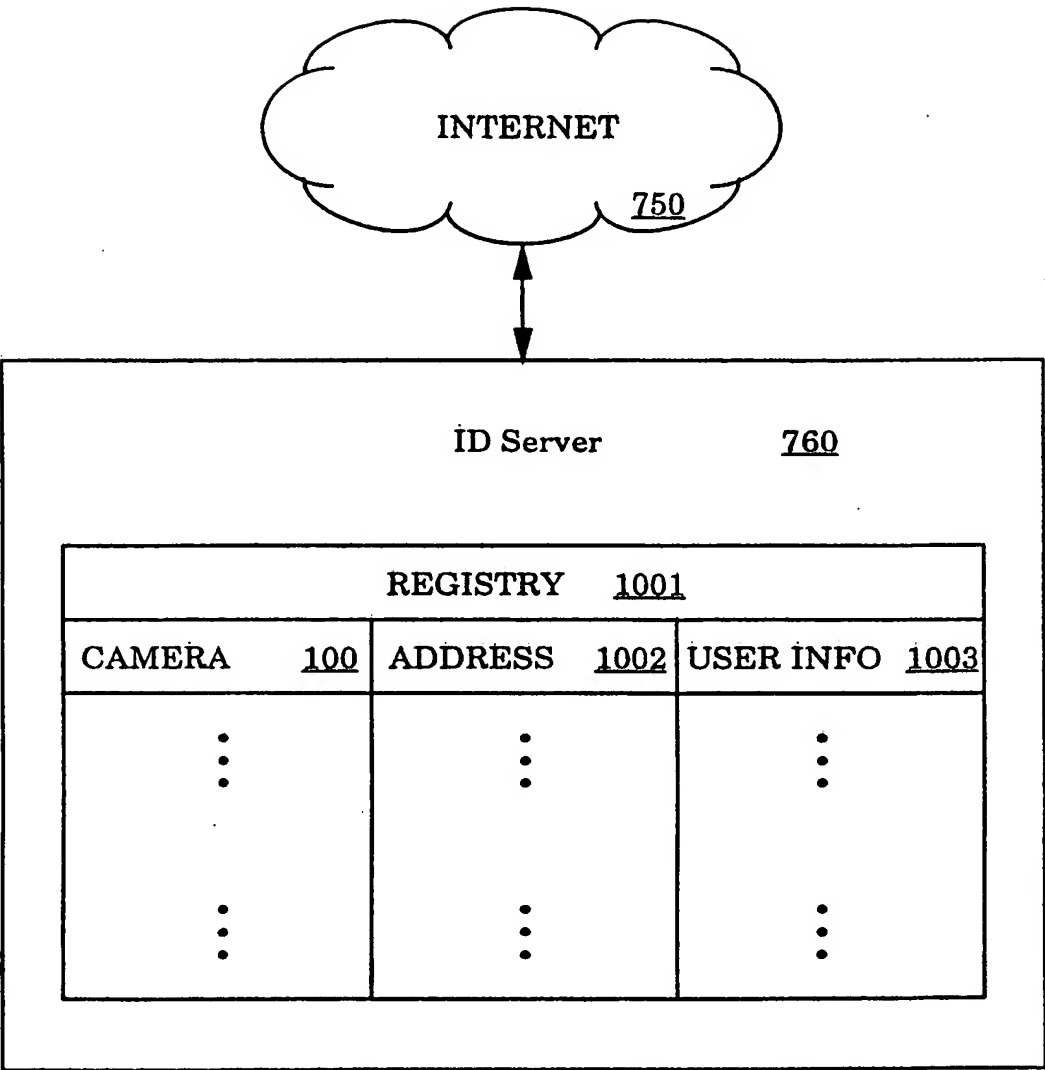 INTERNET
750
ID Server 760
REGISTRY 1001
CAMERA 100 ADDRESS 1002 USER INFO 1003